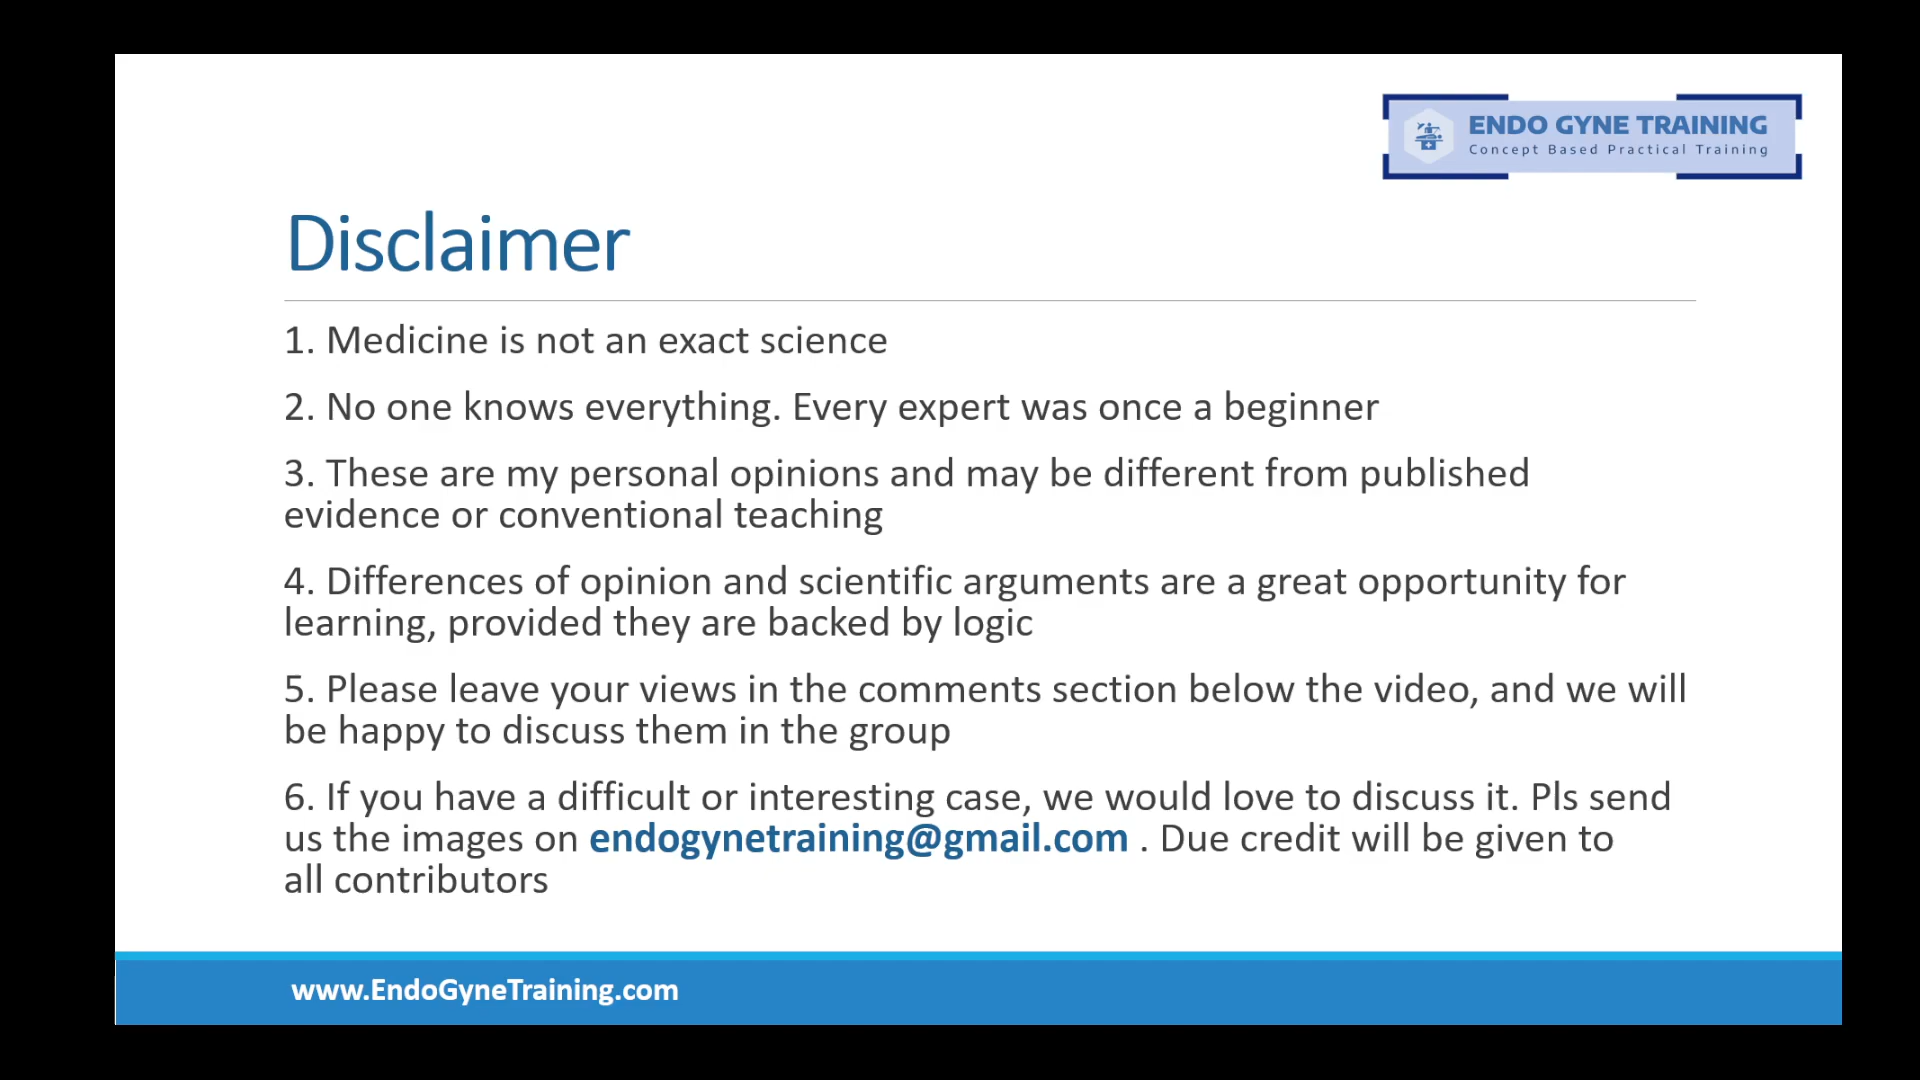 ENDO GYNE TRAINING
Concept Based Practical Training
Disclaimer
1. Medicine is not an exact science
2. No one knows everything. Every expert was once a beginner
3. These are my personal opinions and may be different from published
evidence or conventional teaching
4. Differences of opinion and scientific arguments are a great opportunity for
learning, provided they are backed by logic
5. Please leave your views in the comments section below the video, and we will
be happy to discuss them in the group
6. If you have a difficult or interesting case, we would love to discuss it. Pls send
us the images on endogynetraining@gmail.com . Due credit will be given to
all contributors
www.EndoGyneTraining.com